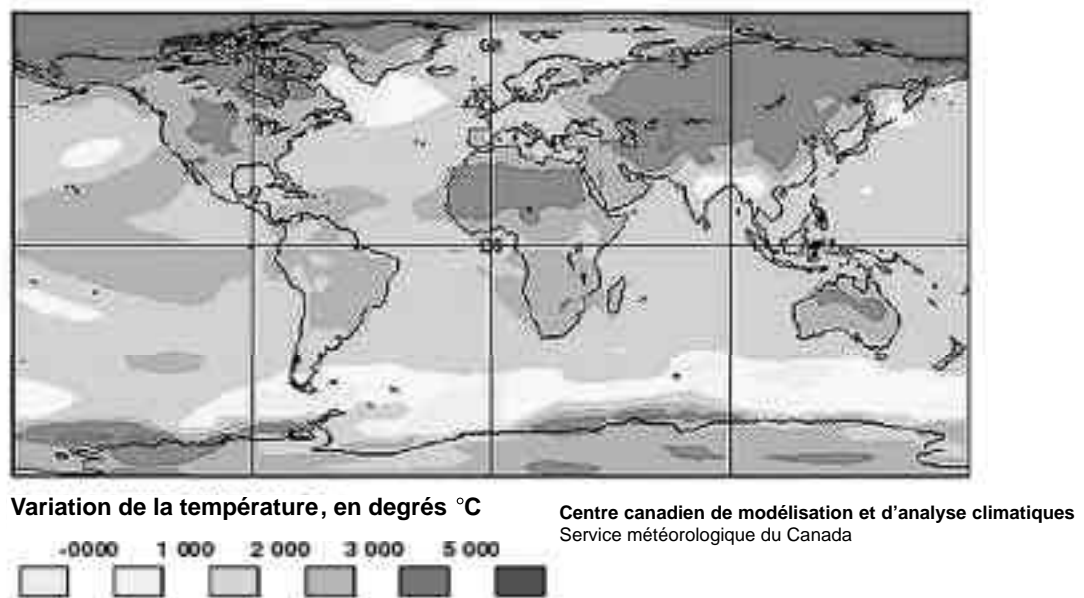 Variation de la température, en degrés °C
Centre canadien de modélisation et d'analyse climatiques
Service météorologique du Canada
-0000 1 000 2 000 3 000 5 000